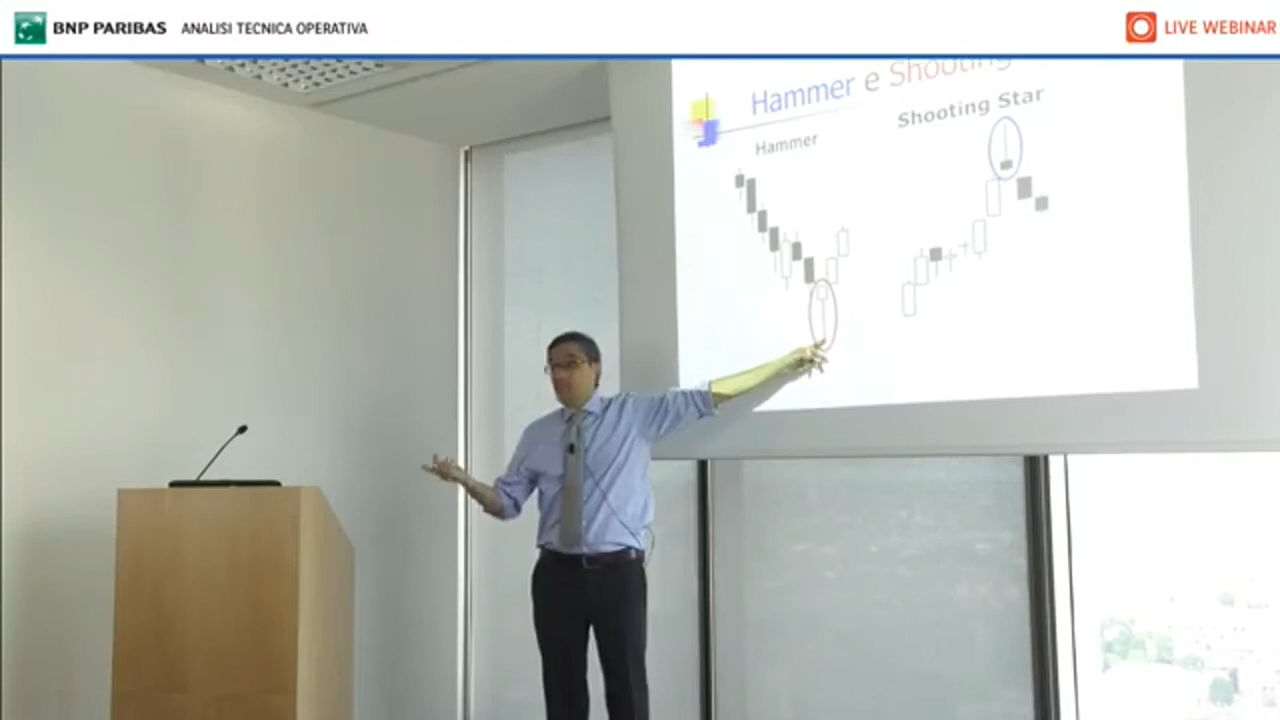 BNP PARIBAS ANALISI TECNICA OPERATIVA
LIVE WEBINAR
Hammer e Shooting
Shooting Star
Hammer